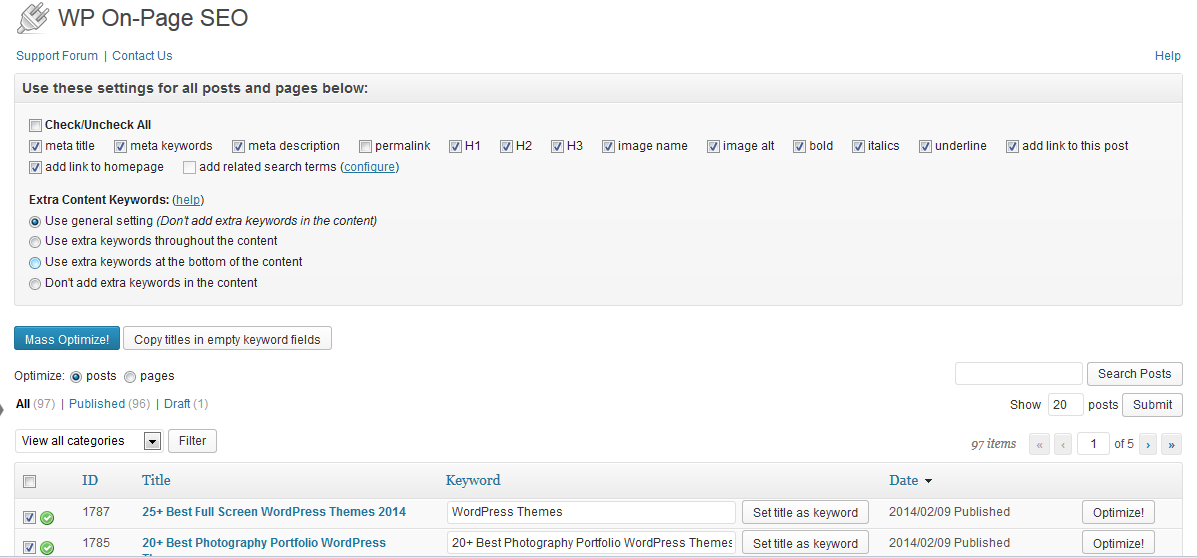 WP On-Page SEO
Support Forum | Contact Us
Help
Use these settings for all posts and pages below:
Check/Uncheck All
meta title meta keywords meta description permalink H1 H2 H3 image name image alt bold italics underline add link to this post
add link to homepage add related search terms (configure)
Extra Content Keywords: (help)
Use general setting (Don't add extra keywords in the content)
Use extra keywords throughout the content
Use extra keywords at the bottom of the content
Don't add extra keywords in the content
Mass Optimize! Copy titles in empty keyword fields
Optimize: posts pages
Search Posts
All (97) | Published (96) | Draft (1)
Show 20 posts Submit
View all categories Filter
97 items « ‹ 1 of 5 › »
ID Title Keyword Date
1787 25+ Best Full Screen WordPress Themes 2014 WordPress Themes Set title as keyword 2014/02/09 Published Optimize!
1785 20+ Best Photography Portfolio WordPress 20+ Best Photography Portfolio WordPress Themes Set title as keyword 2014/02/09 Published Optimize!